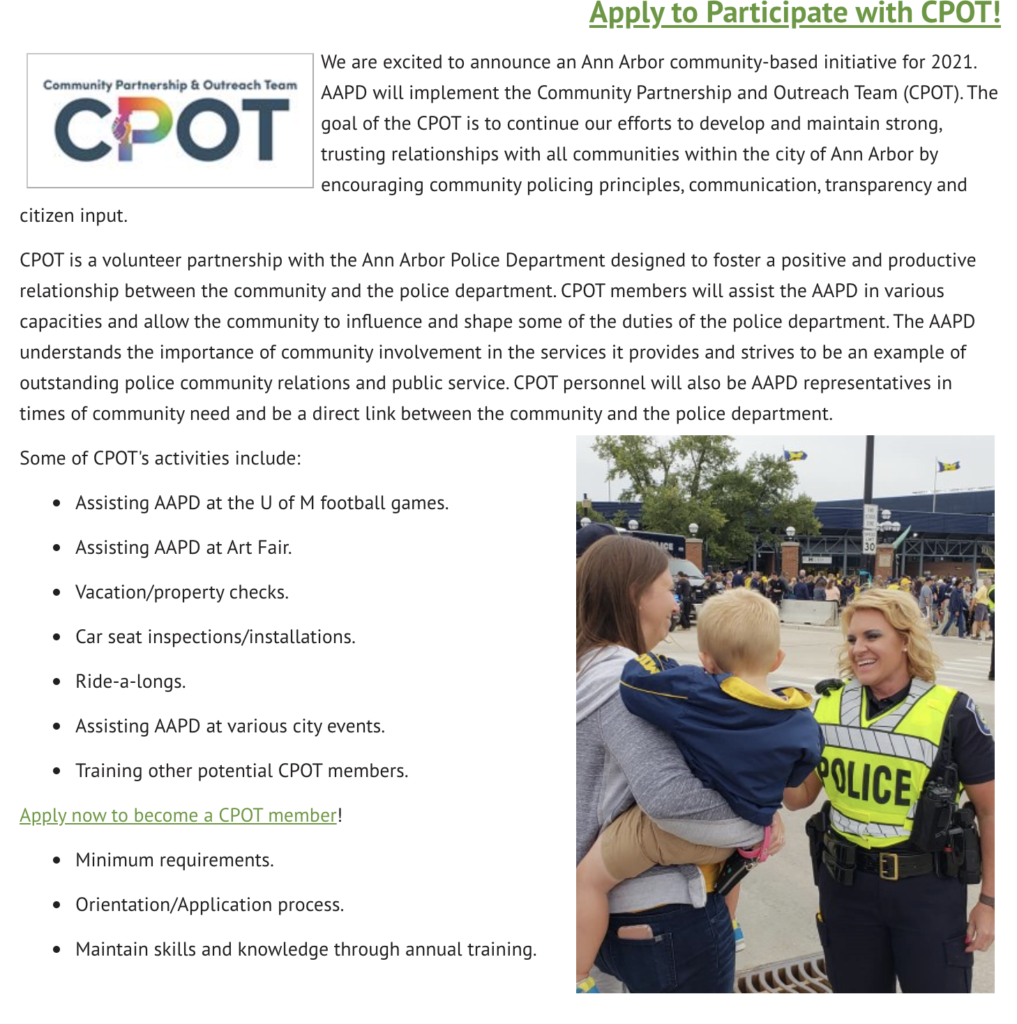 Apply to Participate with CPOT!
Community Partnership & Outreach Team
CPOT
We are excited to announce an Ann Arbor community-based initiative for 2021.
AAPD will implement the Community Partnership and Outreach Team (CPOT). The
goal of the CPOT is to continue our efforts to develop and maintain strong,
trusting relationships with all communities within the city of Ann Arbor by
encouraging community policing principles, communication, transparency and
citizen input.
CPOT is a volunteer partnership with the Ann Arbor Police Department designed to foster a positive and productive
relationship between the community and the police department. CPOT members will assist the AAPD in various
capacities and allow the community to influence and shape some of the duties of the police department. The AAPD
understands the importance of community involvement in the services it provides and strives to be an example of
outstanding police community relations and public service. CPOT personnel will also be AAPD representatives in
times of community need and be a direct link between the community and the police department.
Some of CPOT's activities include:
• Assisting AAPD at the U of M football games.
• Assisting AAPD at Art Fair.
• Vacation/property checks.
• Car seat inspections/installations.
• Ride-a-longs.
• Assisting AAPD at various city events.
• Training other potential CPOT members.
Apply now to become a CPOT member!
• Minimum requirements.
• Orientation/Application process.
• Maintain skills and knowledge through annual training.
30
POLICE